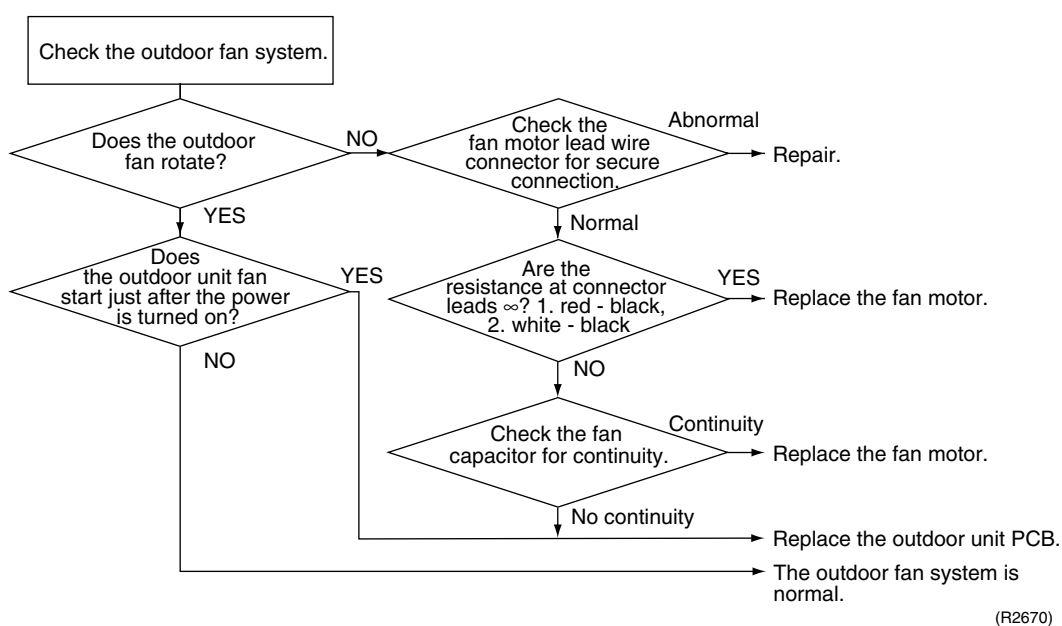 Check the outdoor fan system.
Does the outdoor
fan rotate?
NO
YES
Check the
fan motor lead wire
connector for secure
connection.
Abnormal
Repair.
Normal
Does
the outdoor unit fan
start just after the power
is turned on?
YES
NO
Are the
resistance at connector
leads ∞? 1. red - black,
2. white - black
YES
Replace the fan motor.
NO
Check the fan
capacitor for continuity.
Continuity
Replace the fan motor.
No continuity
Replace the outdoor unit PCB.
The outdoor fan system is
normal.
(R2670)